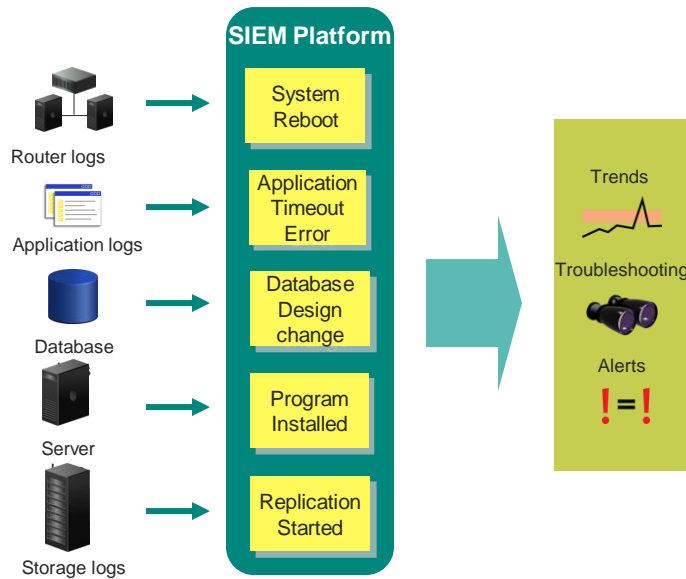 SIEM Platform
Router logs
System
Reboot
Application logs
Application
Timeout
Error
Database
Database
Design
change
Server
Program
Installed
Storage logs
Replication
Started
Trends
Troubleshooting
Alerts
!=!